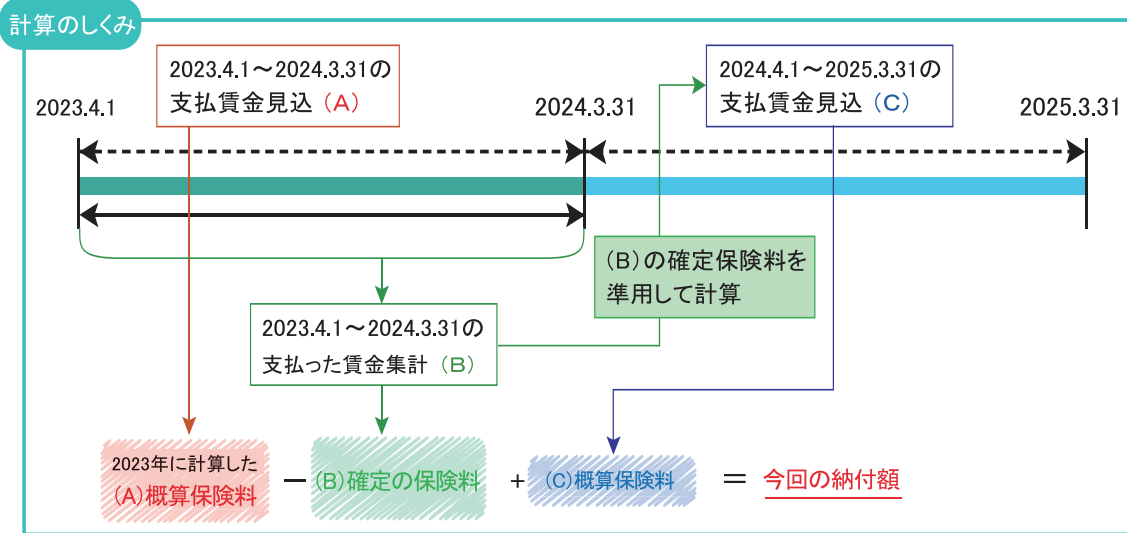 計算のしくみ
2023.4.1～2024.3.31の
支払賃金見込（A）
2024.4.1～2025.3.31の
支払賃金見込（C）
2023.4.1
2024.3.31
2025.3.31
（B）の確定保険料を
準用して計算
2023.4.1～2024.3.31の
支払った賃金集計（B）
2023年に計算した
（A）概算保険料
－
（B）確定の保険料
＋
（C）概算保険料
＝
今回の納付額